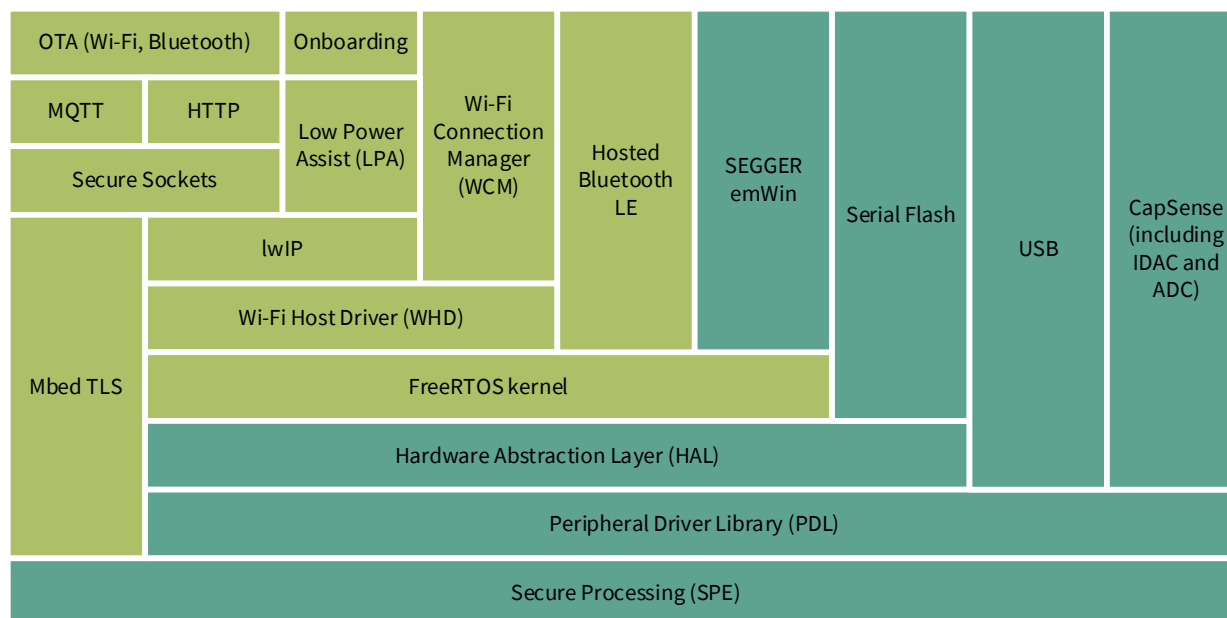 OTA (Wi-Fi, Bluetooth)
Onboarding
MQTT
HTTP
Low Power
Assist (LPA)
Wi-Fi
Connection
Manager
(WCM)
Hosted
Bluetooth
LE
SEGGER
emWin
Serial Flash
USB
CapSense
(including
IDAC and
ADC)
Secure Sockets
lwIP
Wi-Fi Host Driver (WHD)
Mbed TLS
FreeRTOS kernel
Hardware Abstraction Layer (HAL)
Peripheral Driver Library (PDL)
Secure Processing (SPE)